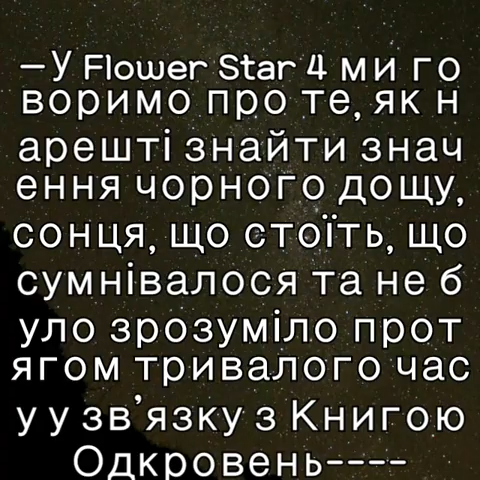 –У Flower Star 4 ми го
воримо про те, як н
арешті знайти знач
ення чорного дощу,
сонця, що стоїть, що
сумнівалося та не б
уло зрозуміло прот
ягом тривалого час
у у зв’язку з Книгою
Одкровень----